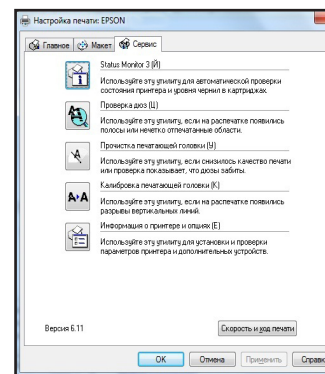 Настройка печати: EPSON
Главное Макет Сервис
Status Monitor 3 (Й)
Используйте эту утилиту для автоматической проверки
состояния принтера и уровня чернил в картриджах.
Проверка дюз (Ц)
Используйте эту утилиту, если на распечатке появились
полосы или нечетко отпечатанные области.
Прочистка печатающей головки (У)
Используйте эту утилиту, если снизилось качество печати
или проверка показывает, что дюзы забиты.
Калибровка печатающей головки (К)
Используйте эту утилиту, если на распечатке появились
разрывы вертикальных линий.
Информация о принтере и опциях (Е)
Используйте эту утилиту для установки и проверки
параметров принтера и дополнительных устройств.
Версия 6.11
Скорость и ход печати
OK Отмена Применить Справк